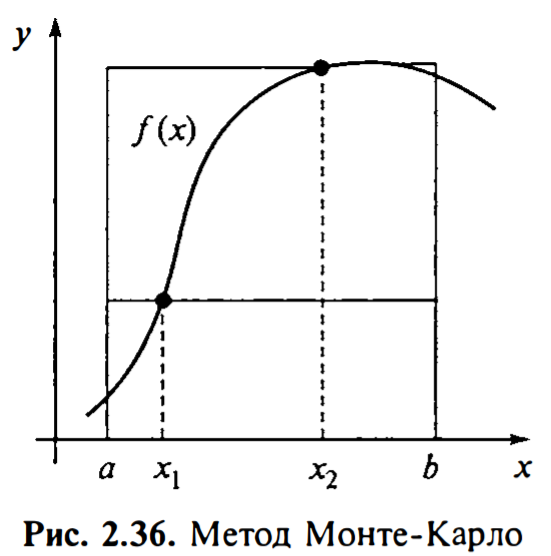 y
f(x)
a x₁ x₂ b x
Рис. 2.36. Метод Монте-Карло